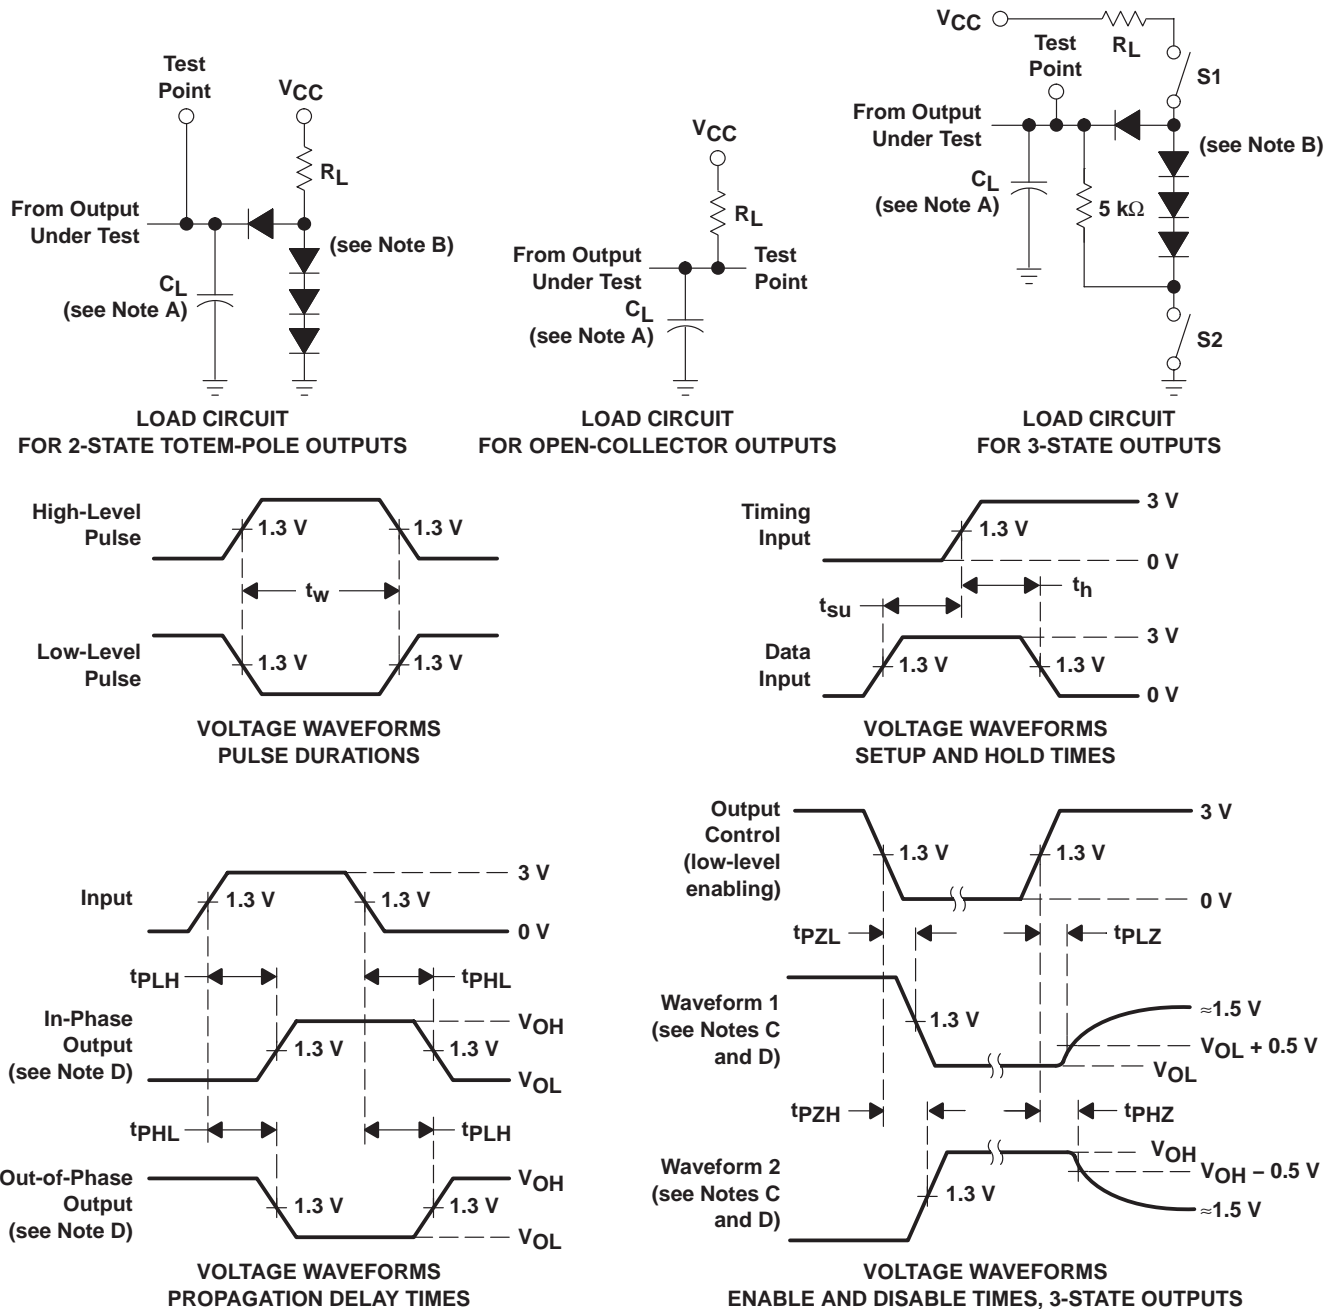 Test
Point
VCC
RL
From Output
Under Test
(see Note B)
CL
(see Note A)
LOAD CIRCUIT
FOR 2-STATE TOTEM-POLE OUTPUTS
VCC
RL
From Output
Under Test
Test
Point
CL
(see Note A)
LOAD CIRCUIT
FOR OPEN-COLLECTOR OUTPUTS
VCC
RL
Test
Point
S1
From Output
Under Test
(see Note B)
CL
(see Note A)
5 kΩ
S2
LOAD CIRCUIT
FOR 3-STATE OUTPUTS
High-Level
Pulse
1.3 V
1.3 V
tw
Low-Level
Pulse
1.3 V
1.3 V
VOLTAGE WAVEFORMS
PULSE DURATIONS
Timing
Input
1.3 V
3 V
0 V
th
tsu
Data
Input
1.3 V
1.3 V
3 V
0 V
VOLTAGE WAVEFORMS
SETUP AND HOLD TIMES
Input
1.3 V
1.3 V
3 V
0 V
tPLH
tPHL
In-Phase
Output
(see Note D)
1.3 V
1.3 V
VOH
VOL
tPHL
tPLH
Out-of-Phase
Output
(see Note D)
1.3 V
1.3 V
VOH
VOL
VOLTAGE WAVEFORMS
PROPAGATION DELAY TIMES
Output
Control
(low-level
enabling)
1.3 V
1.3 V
3 V
0 V
tPZL
tPLZ
Waveform 1
(see Notes C
and D)
1.3 V
≈1.5 V
VOL + 0.5 V
VOL
tPZH
tPHZ
Waveform 2
(see Notes C
and D)
1.3 V
VOH
VOH – 0.5 V
≈1.5 V
VOLTAGE WAVEFORMS
ENABLE AND DISABLE TIMES, 3-STATE OUTPUTS